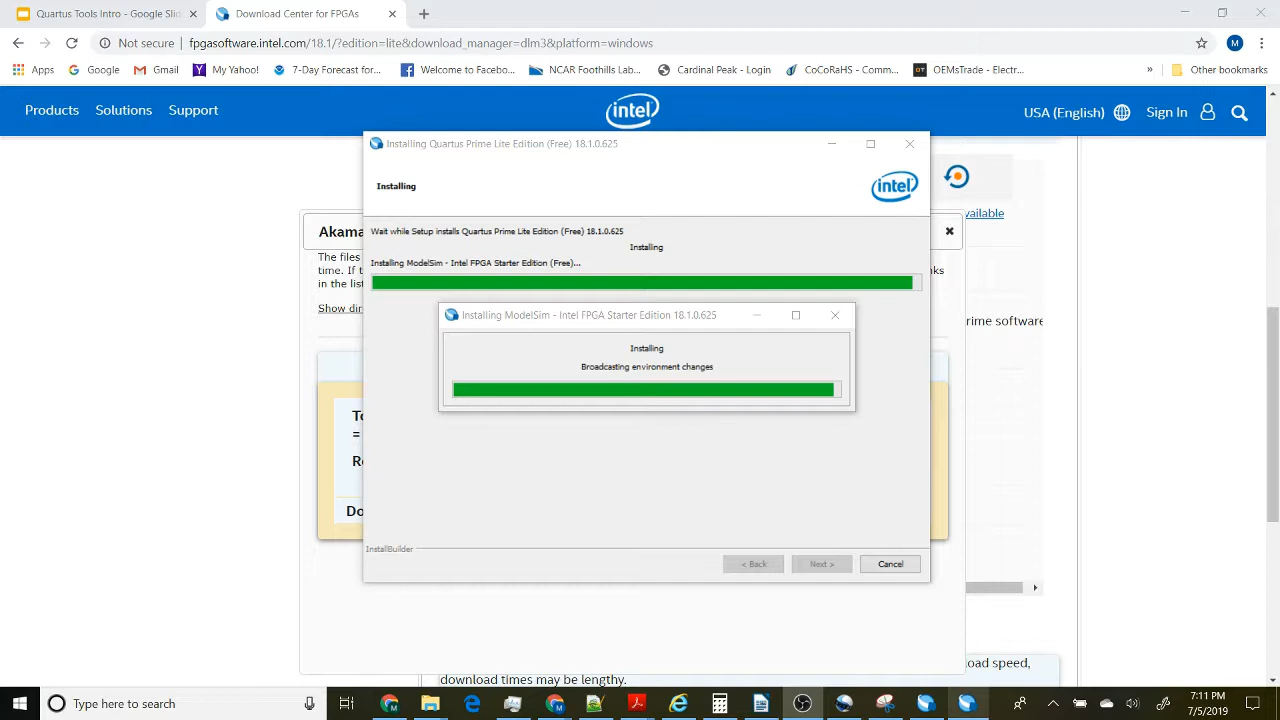 Quartus Tools Intro - Google Slid
Download Center for FPGAs
Not secure
fpgasoftware.intel.com/18.1/?edition=lite&download_manager=dlm3&platform=windows
M
Apps
Google
Gmail
My Yahoo!
7-Day Forecast for...
Welcome to Facebo...
NCAR Foothills Lab...
Cardinal Peak - Login
CoCoRaHS - Comm...
OT
OEMsTrade - Electr...
»
Other bookmarks
Products
Solutions
Support
intel
USA (English)
Sign In
Installing Quartus Prime Lite Edition (Free) 18.1.0.625
Installing
intel
vailable
Akama
Wait while Setup installs Quartus Prime Lite Edition (Free) 18.1.0.625
Installing
The files
Installing ModelSim - Intel FPGA Starter Edition (Free)...
time. If t
nks
in the list
Show dir
Installing ModelSim - Intel FPGA Starter Edition 18.1.0.625
rime software
Installing
Broadcasting environment changes
To
=
Re
Do
InstallBuilder
< Back
Next >
Cancel
oad speed,
download times may be lengthy.
Type here to search
7:11 PM
7/5/2019